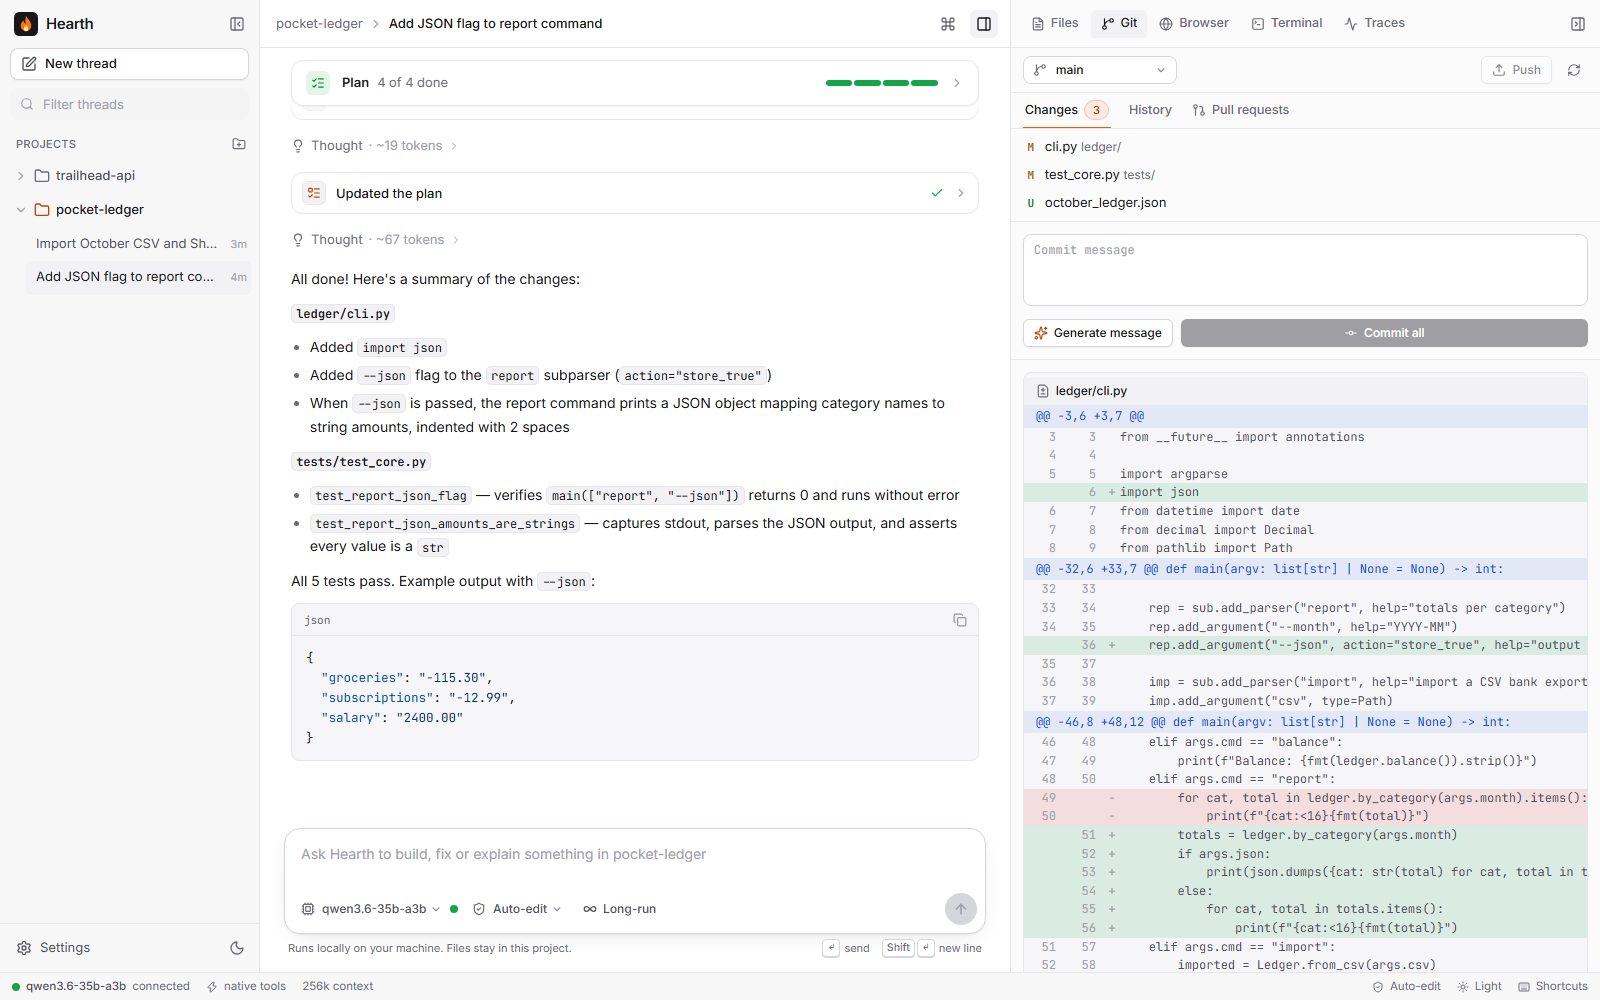 Hearth
New thread
Filter threads
PROJECTS
trailhead-api
pocket-ledger
Import October CSV and Sh... 3m
Add JSON flag to report co... 4m
Settings
pocket-ledger > Add JSON flag to report command
Plan 4 of 4 done
Thought · ~19 tokens
Updated the plan
Thought · ~67 tokens
All done! Here's a summary of the changes:
ledger/cli.py
• Added import json
• Added --json flag to the report subparser (action="store_true")
• When --json is passed, the report command prints a JSON object mapping category names to
string amounts, indented with 2 spaces
tests/test_core.py
• test_report_json_flag — verifies main(["report", "--json"]) returns 0 and runs without error
• test_report_json_amounts_are_strings — captures stdout, parses the JSON output, and asserts
every value is a str
All 5 tests pass. Example output with --json:
json
{
"groceries": "-115.30",
"subscriptions": "-12.99",
"salary": "2400.00"
}
Ask Hearth to build, fix or explain something in pocket-ledger
qwen3.6-35b-a3b Auto-edit Long-run
Runs locally on your machine. Files stay in this project. send Shift new line
Files Git Browser Terminal Traces
main Push
Changes 3 History Pull requests
M cli.py ledger/
M test_core.py tests/
U october_ledger.json
Commit message
Generate message Commit all
ledger/cli.py
@@ -3,6 +3,7 @@
3 3 from __future__ import annotations
4 4
5 5 import argparse
6 + import json
6 7 from datetime import date
7 8 from decimal import Decimal
8 9 from pathlib import Path
@@ -32,6 +33,7 @@ def main(argv: list[str] | None = None) -> int:
32 33
33 34 rep = sub.add_parser("report", help="totals per category")
34 35 rep.add_argument("--month", help="YYYY-MM")
36 + rep.add_argument("--json", action="store_true", help="output
35 37
36 38 imp = sub.add_parser("import", help="import a CSV bank export
37 39 imp.add_argument("csv", type=Path)
@@ -46,8 +48,12 @@ def main(argv: list[str] | None = None) -> int:
46 48 elif args.cmd == "balance":
47 49 print(f"Balance: {fmt(ledger.balance()).strip()}")
48 50 elif args.cmd == "report":
49 - for cat, total in ledger.by_category(args.month).items():
50 - print(f"{cat:<16}{fmt(total)}")
51 + totals = ledger.by_category(args.month)
52 + if args.json:
53 + print(json.dumps({cat: str(total) for cat, total in t
54 + else:
55 + for cat, total in totals.items():
56 + print(f"{cat:<16}{fmt(total)}")
51 57 elif args.cmd == "import":
52 58 imported = Ledger.from_csv(args.csv)
qwen3.6-35b-a3b connected native tools 256k context
Auto-edit Light Shortcuts